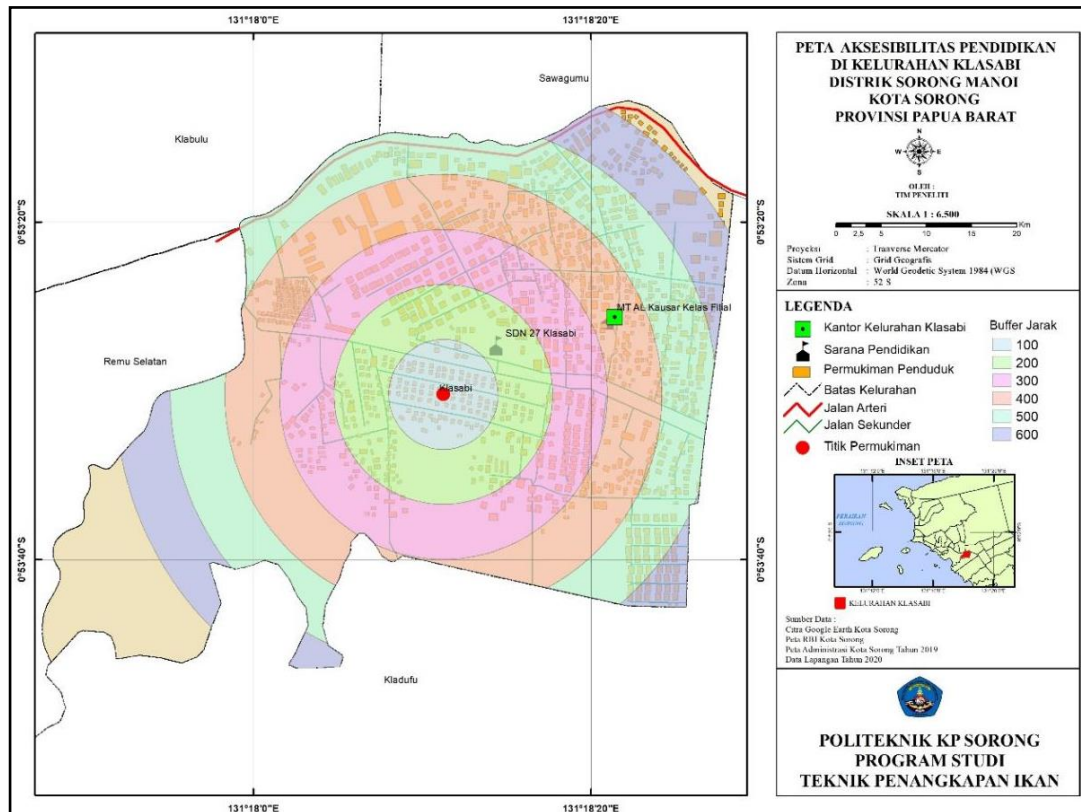 131°18'0"E
131°18'20"E
Sawagumu
Klabulu
0°53'20"S
0°53'20"S
MT AL Kausar Kelas Filial
SDN 27 Klasabi
Remu Selatan
Klasabi
0°53'40"S
0°53'40"S
Kladufu
131°18'0"E
131°18'20"E
PETA AKSESIBILITAS PENDIDIKAN
DI KELURAHAN KLASABI
DISTRIK SORONG MANOI
KOTA SORONG
PROVINSI PAPUA BARAT
N
W E
S
OLEH :
TIM PENELITI
SKALA 1 : 6.500
Km
0 2,5 5 10 15 20
Proyeksi : Trasverse Mercator
Sistem Grid : Grid Geografis
Datum Horizontal : World Geodetic System 1984 (WGS
Zona : 52 S
LEGENDA
Kantor Kelurahan Klasabi
Sarana Pendidikan
Permukiman Penduduk
Batas Kelurahan
Jalan Arteri
Jalan Sekunder
Titik Permukiman
Buffer Jarak
100
200
300
400
500
600
INSET PETA
KELURAHAN KLASABI
Sumber Data :
Citra Google Earth Kota Sorong
Peta RBI Kota Sorong
Peta Administrasi Kota Sorong Tahun 2019
Data Lapangan Tahun 2020
POLITEKNIK KP SORONG
PROGRAM STUDI
TEKNIK PENANGKAPAN IKAN